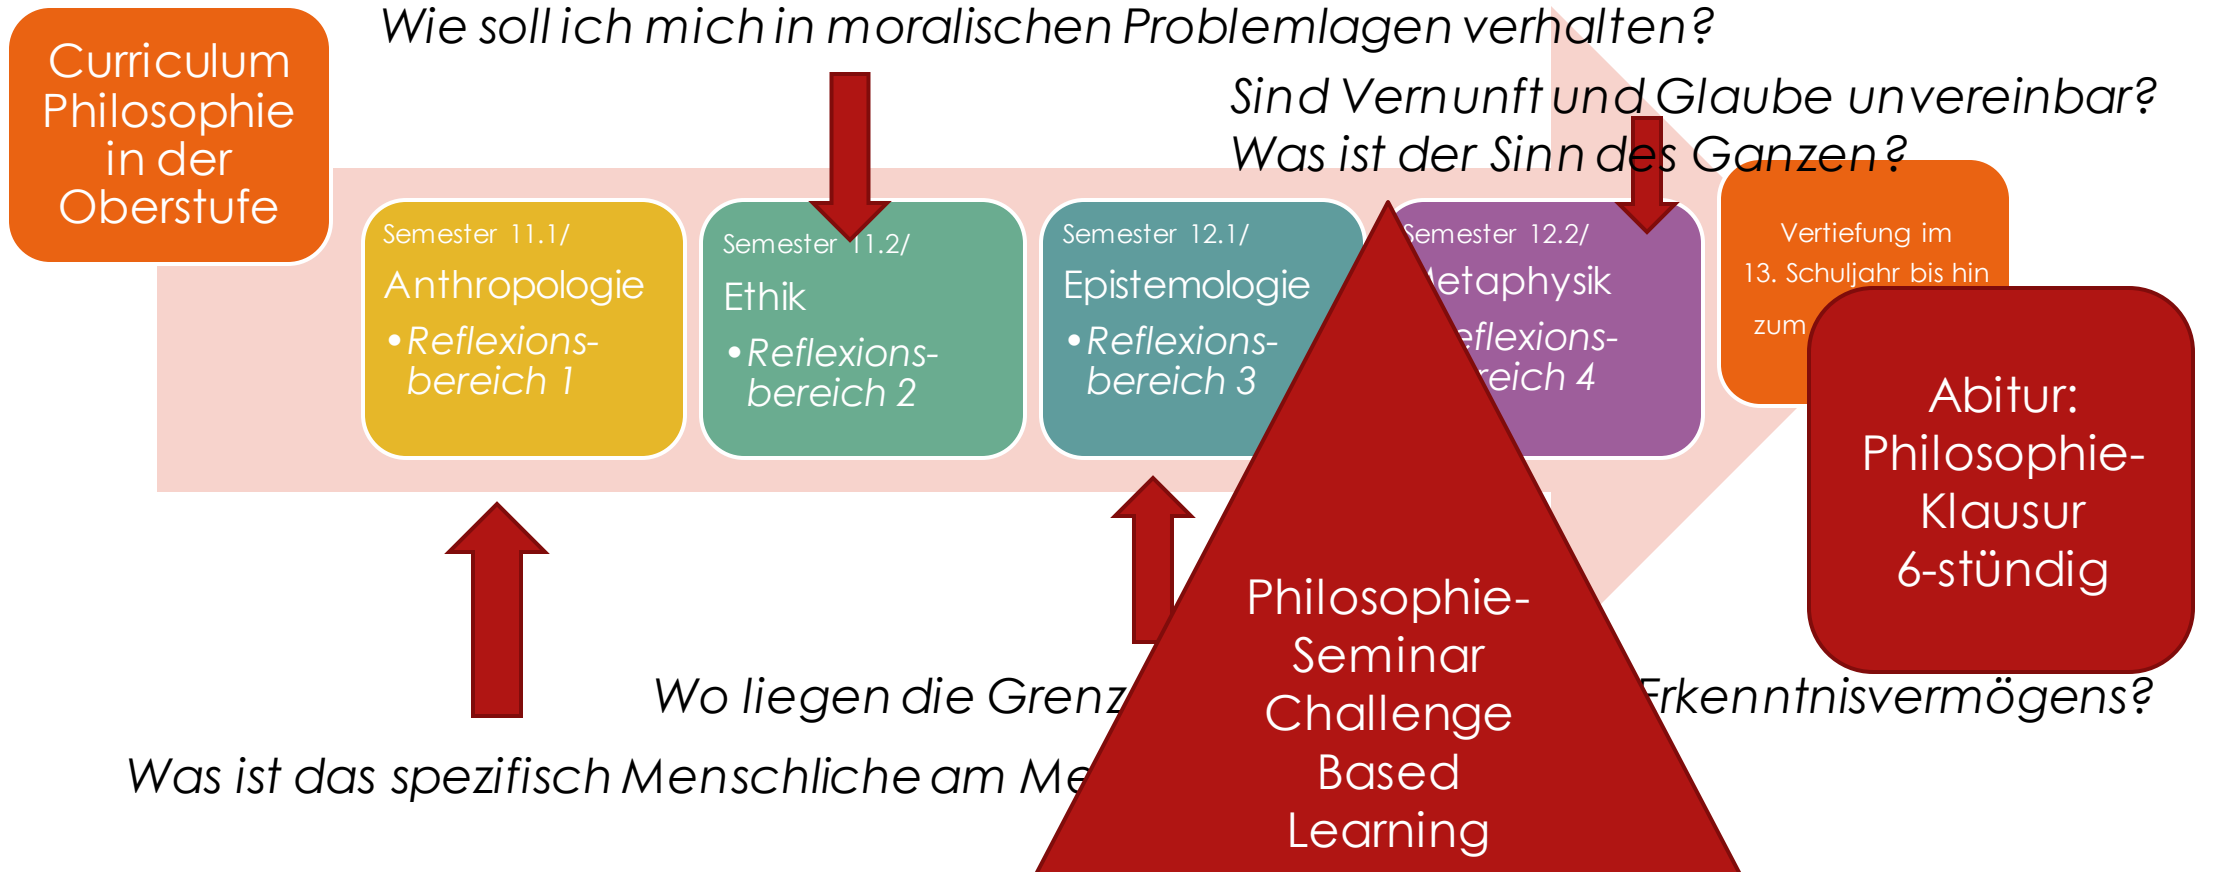 Curriculum
Philosophie
in der
Oberstufe
Wie soll ich mich in moralischen Problemlagen verhalten?
Sind Vernunft und Glaube unvereinbar?
Was ist der Sinn des Ganzen?
Semester 11.1/
Anthropologie
• Reflexions-
bereich 1
Semester 11.2/
Ethik
• Reflexions-
bereich 2
Semester 12.1/
Epistemologie
• Reflexions-
bereich 3
Semester 12.2/
Metaphysik
eflexions-
reich 4
Vertiefung im
13. Schuljahr bis hin
zum
Abitur:
Philosophie-
Klausur
6-stündig
Wo liegen die Grenz Erkenntnisvermögens?
Was ist das spezifisch Menschliche am Me
Philosophie-
Seminar
Challenge
Based
Learning